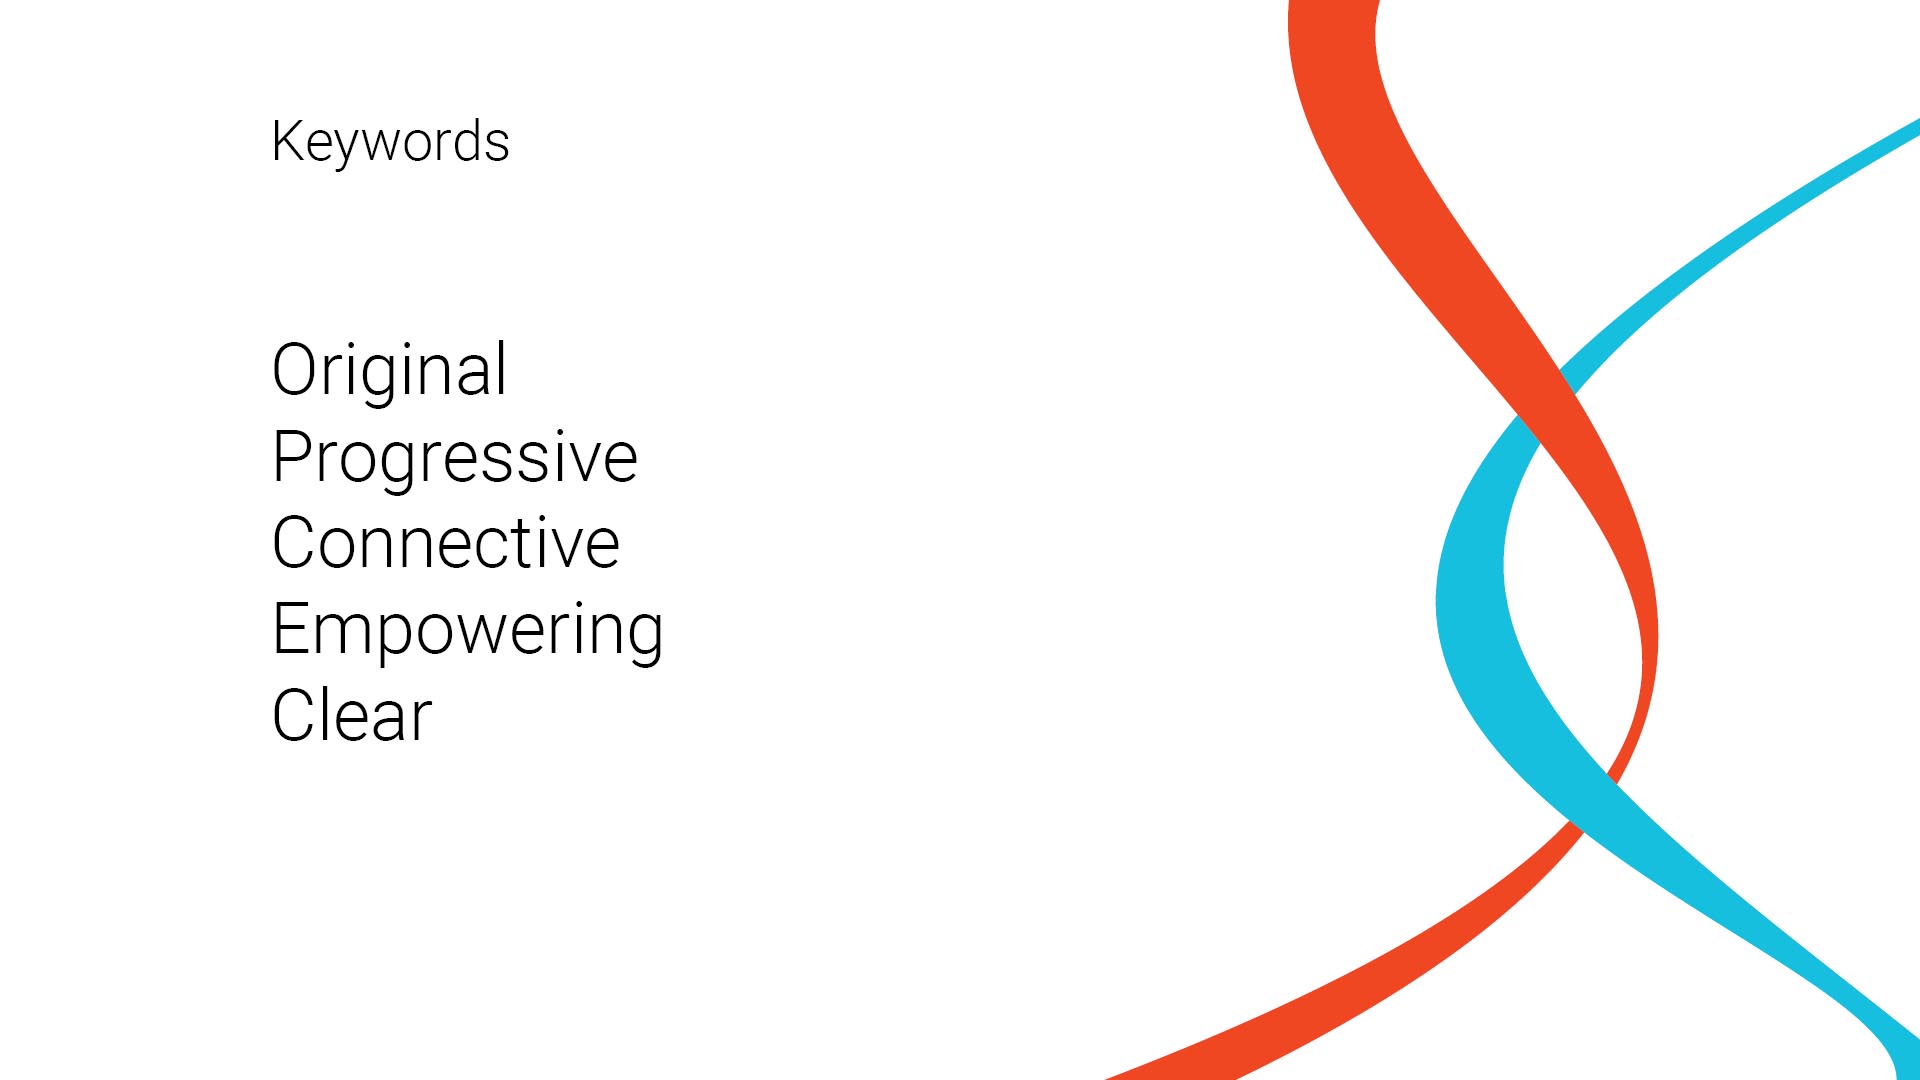 Keywords
Original
Progressive
Connective
Empowering
Clear